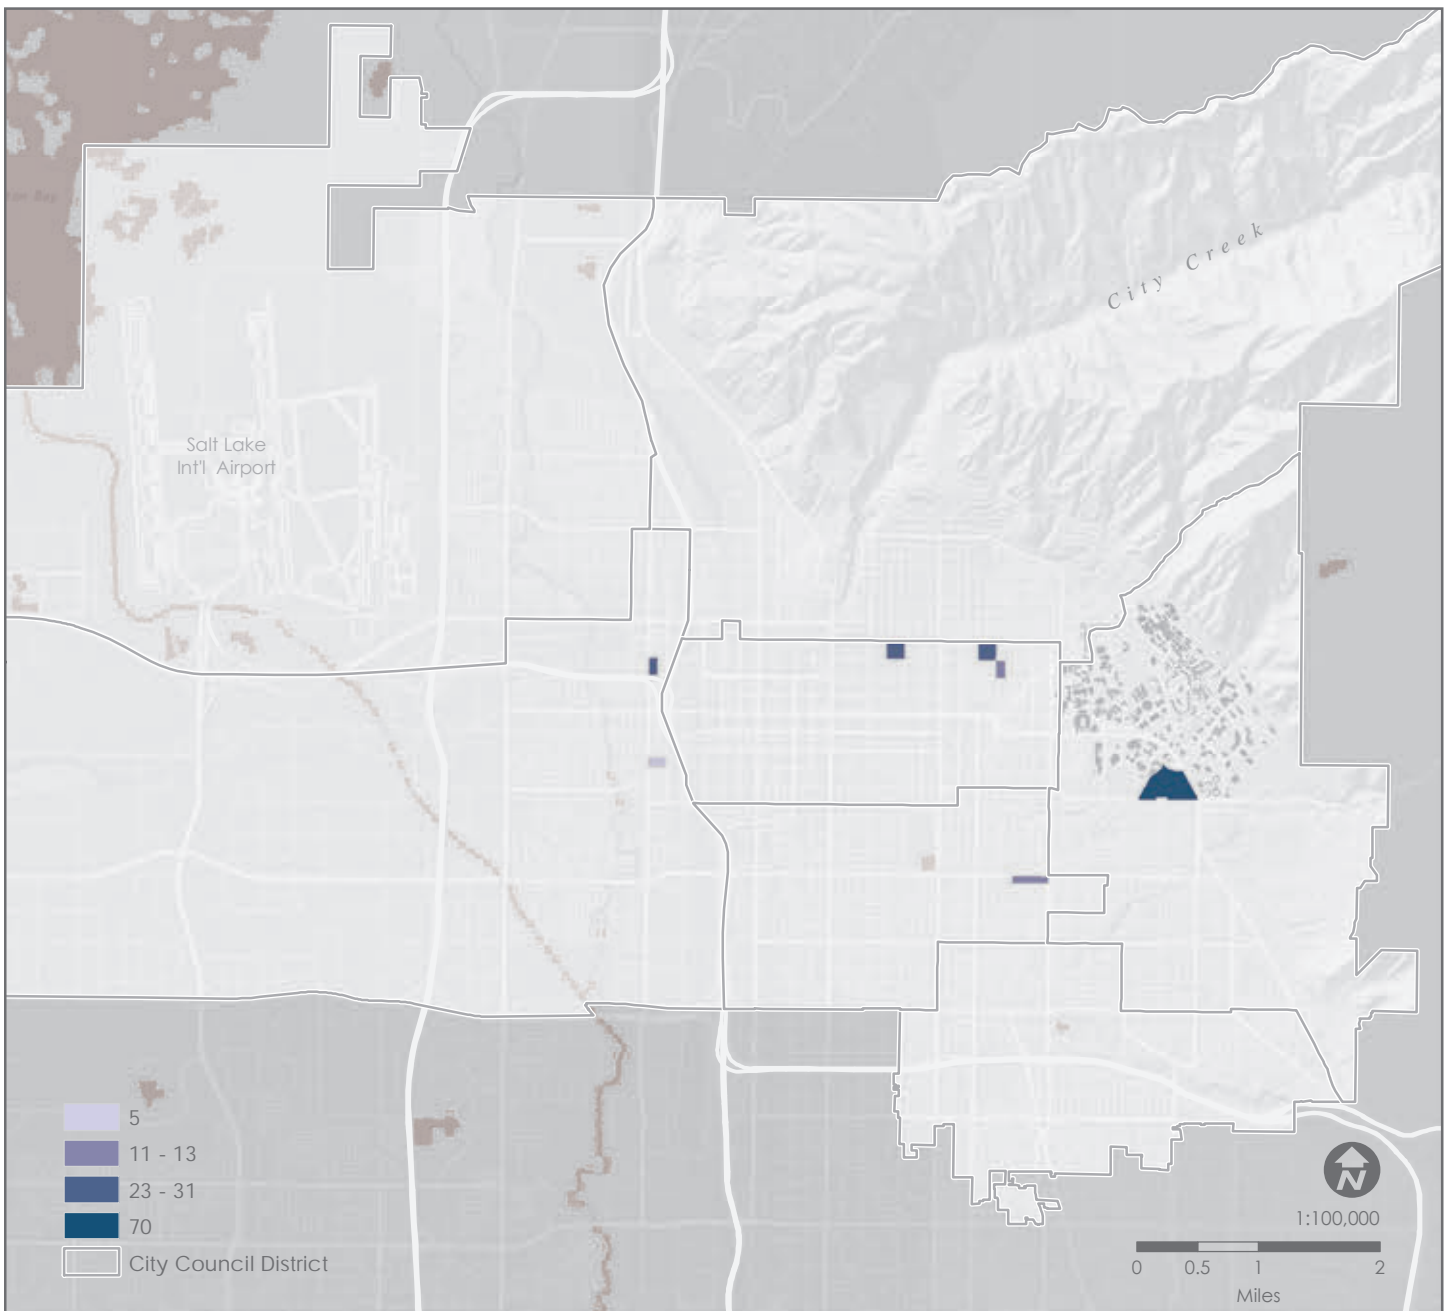 City Creek
Salt Lake
Int'l Airport
5
11 - 13
23 - 31
70
City Council District
N
1:100,000
0 0.5 1 2
Miles